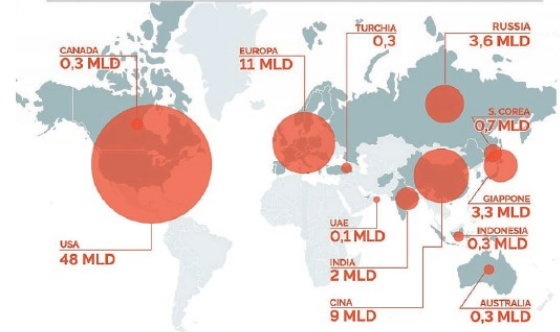 TURCHIA
0,3
RUSSIA
3,6 MLD
CANADA
0,3 MLD
EUROPA
11 MLD
S. COREA
0,7 MLD
GIAPPONE
3,3 MLD
UAE
0,1 MLD
INDONESIA
0,3 MLD
USA
48 MLD
INDIA
2 MLD
CINA
9 MLD
AUSTRALIA
0,3 MLD